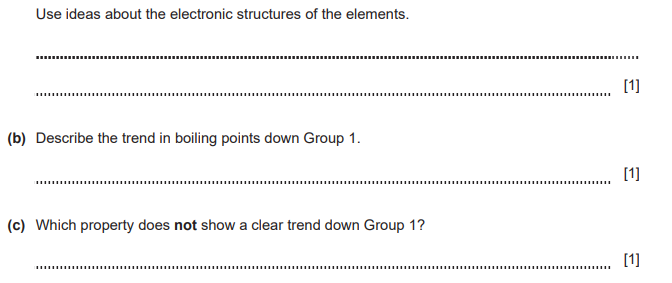 Use ideas about the electronic structures of the elements.
[1]
(b) Describe the trend in boiling points down Group 1.
[1]
(c) Which property does not show a clear trend down Group 1?
[1]